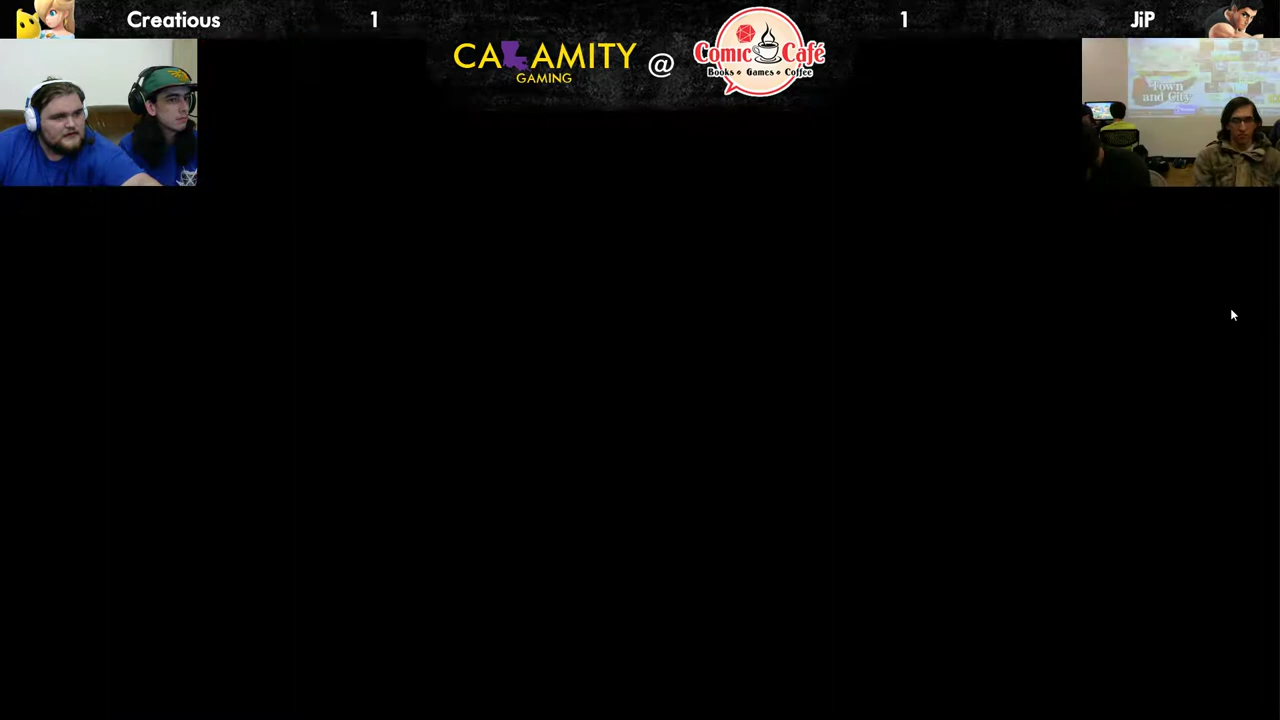 Creatious 1 1 JiP
CALAMITY
GAMING
@
Comic Café
Books • Games • Coffee
Town
and City